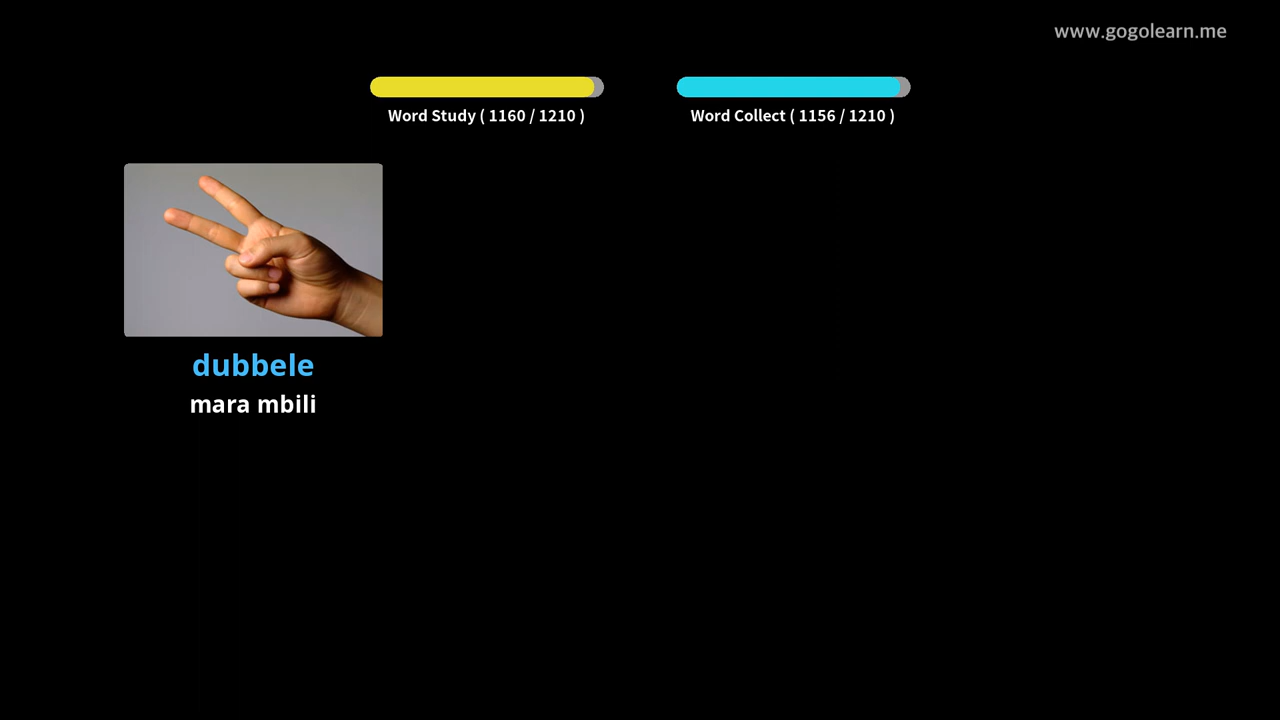 www.gogolearn.me
Word Study ( 1160 / 1210 )
Word Collect ( 1156 / 1210 )
dubbele
mara mbili